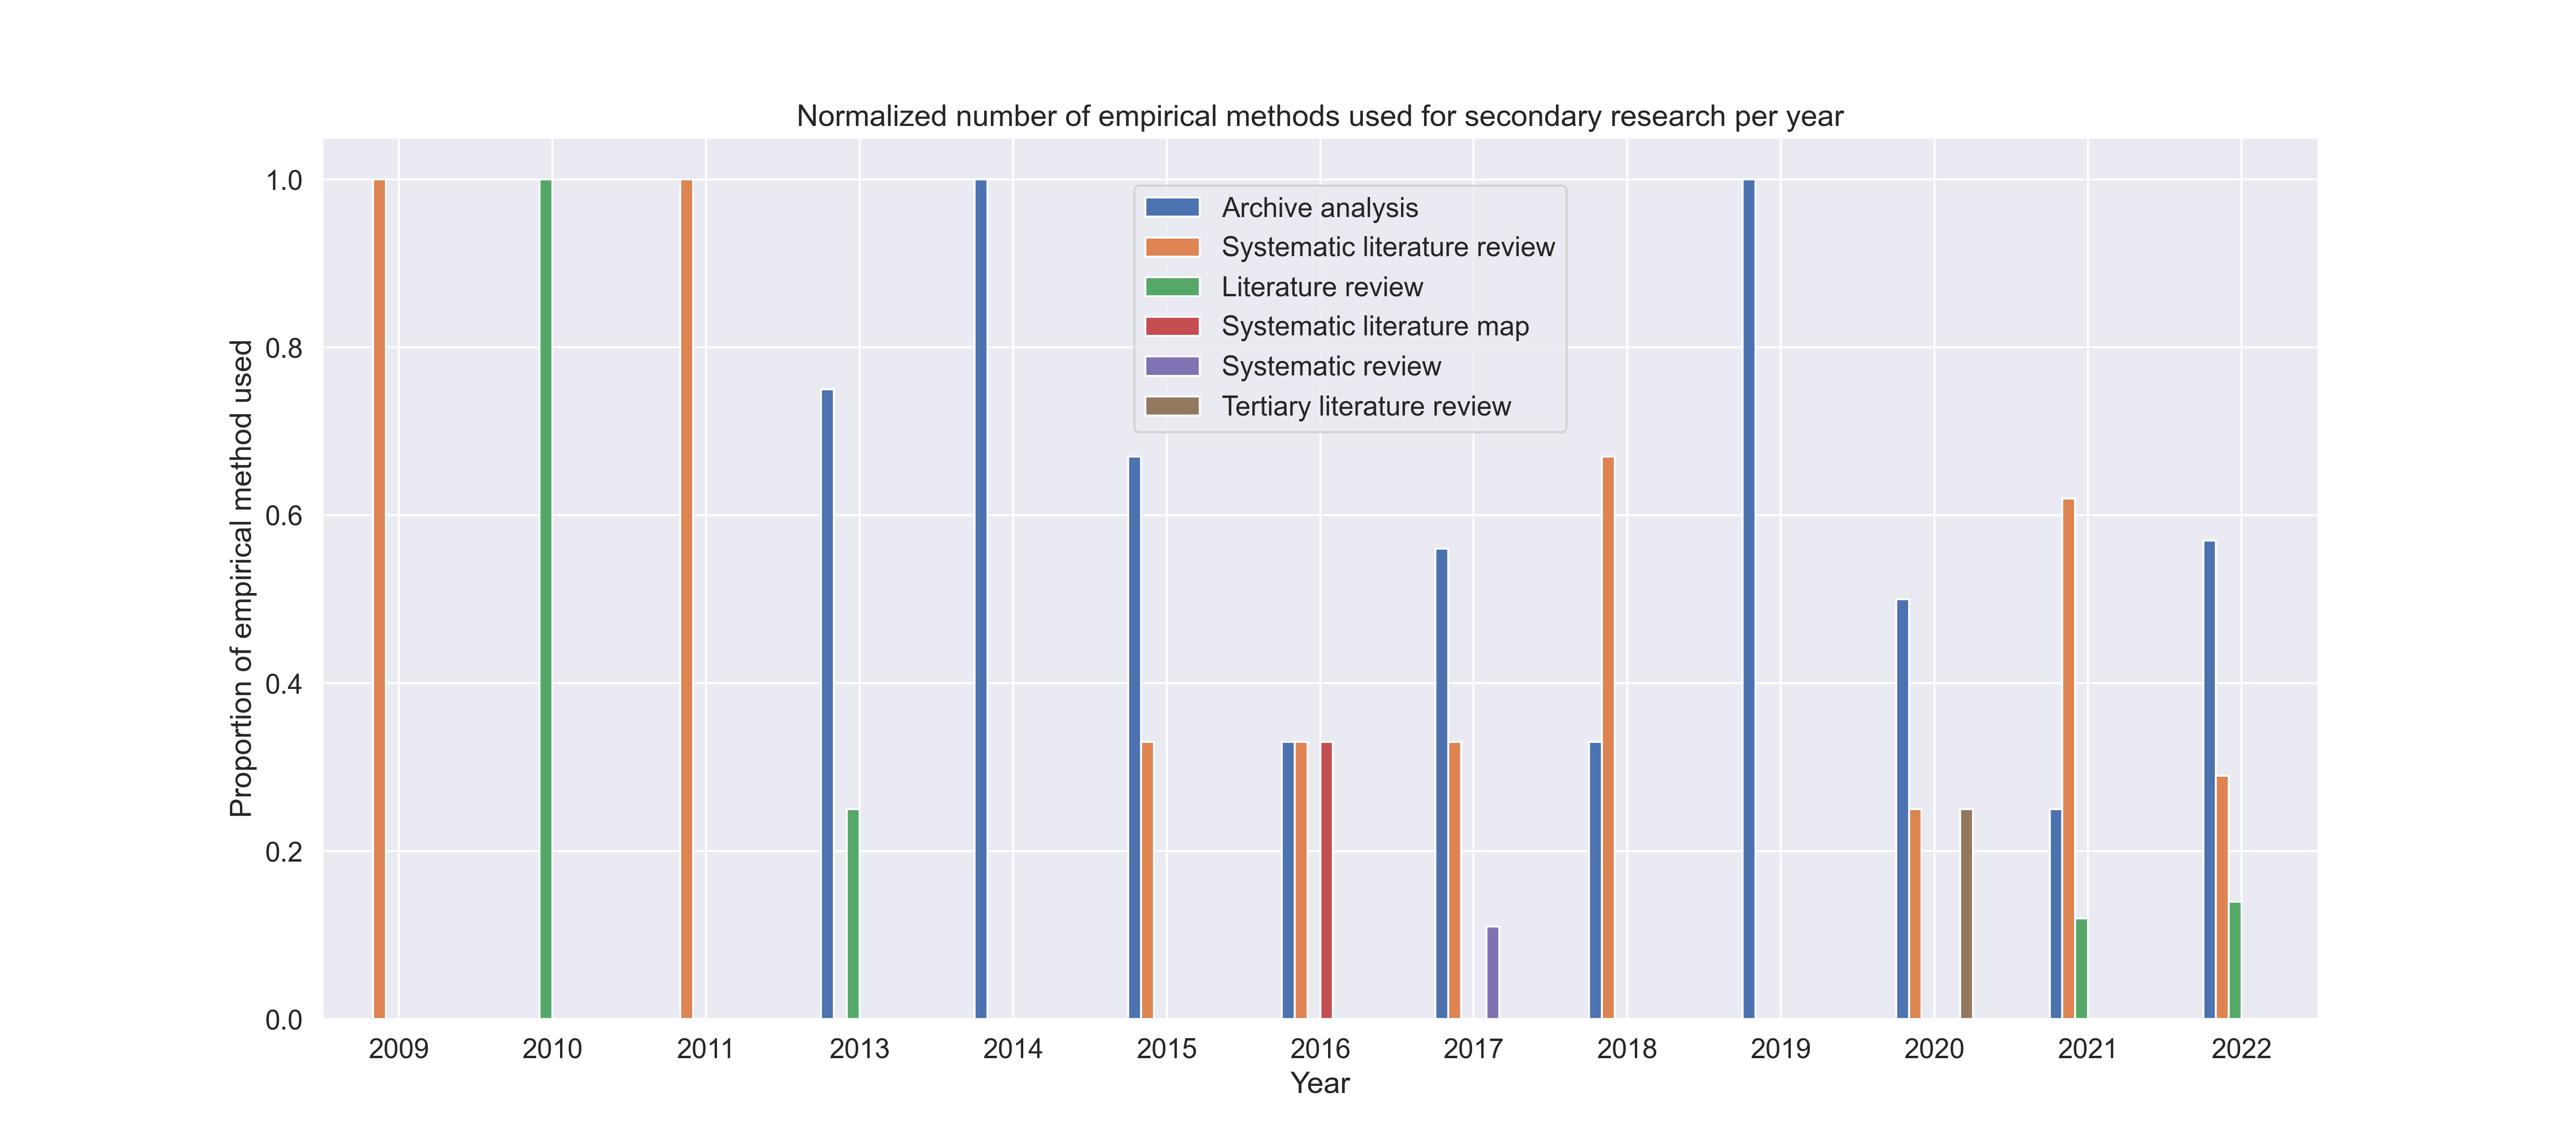 Normalized number of empirical methods used for secondary research per year
1.0
0.8
0.6
0.4
0.2
0.0
Proportion of empirical method used
Archive analysis
Systematic literature review
Literature review
Systematic literature map
Systematic review
Tertiary literature review
2009 2010 2011 2013 2014 2015 2016 2017 2018 2019 2020 2021 2022
Year